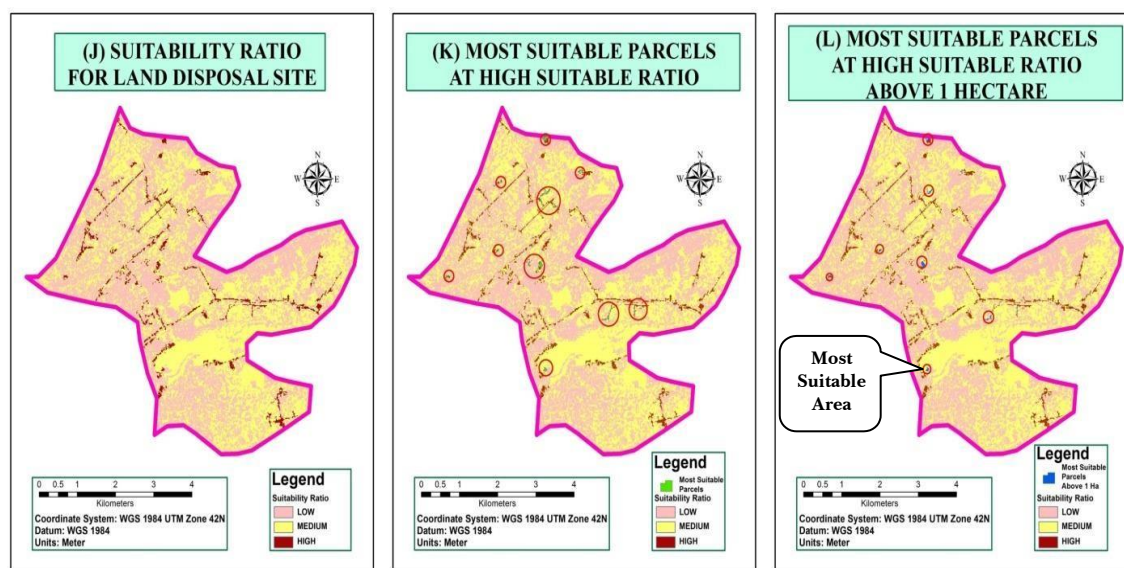 (J) SUITABILITY RATIO
FOR LAND DISPOSAL SITE
N
W E
S
0 0.5 1 2 3 4
Kilometers
Coordinate System: WGS 1984 UTM Zone 42N
Datum: WGS 1984
Units: Meter
Legend
Suitability Ratio
LOW
MEDIUM
HIGH
(K) MOST SUITABLE PARCELS
AT HIGH SUITABLE RATIO
N
W E
S
0 0.5 1 2 3 4
Kilometers
Coordinate System: WGS 1984 UTM Zone 42N
Datum: WGS 1984
Units: Meter
Legend
Most Suitable
Parcels
Suitability Ratio
LOW
MEDIUM
HIGH
(L) MOST SUITABLE PARCELS
AT HIGH SUITABLE RATIO
ABOVE 1 HECTARE
N
W E
S
Most
Suitable
Area
0 0.5 1 2 3 4
Kilometers
Coordinate System: WGS 1984 UTM Zone 42N
Datum: WGS 1984
Units: Meter
Legend
Most Suitable
Parcels
Above 1 Ha
Suitability Ratio
LOW
MEDIUM
HIGH